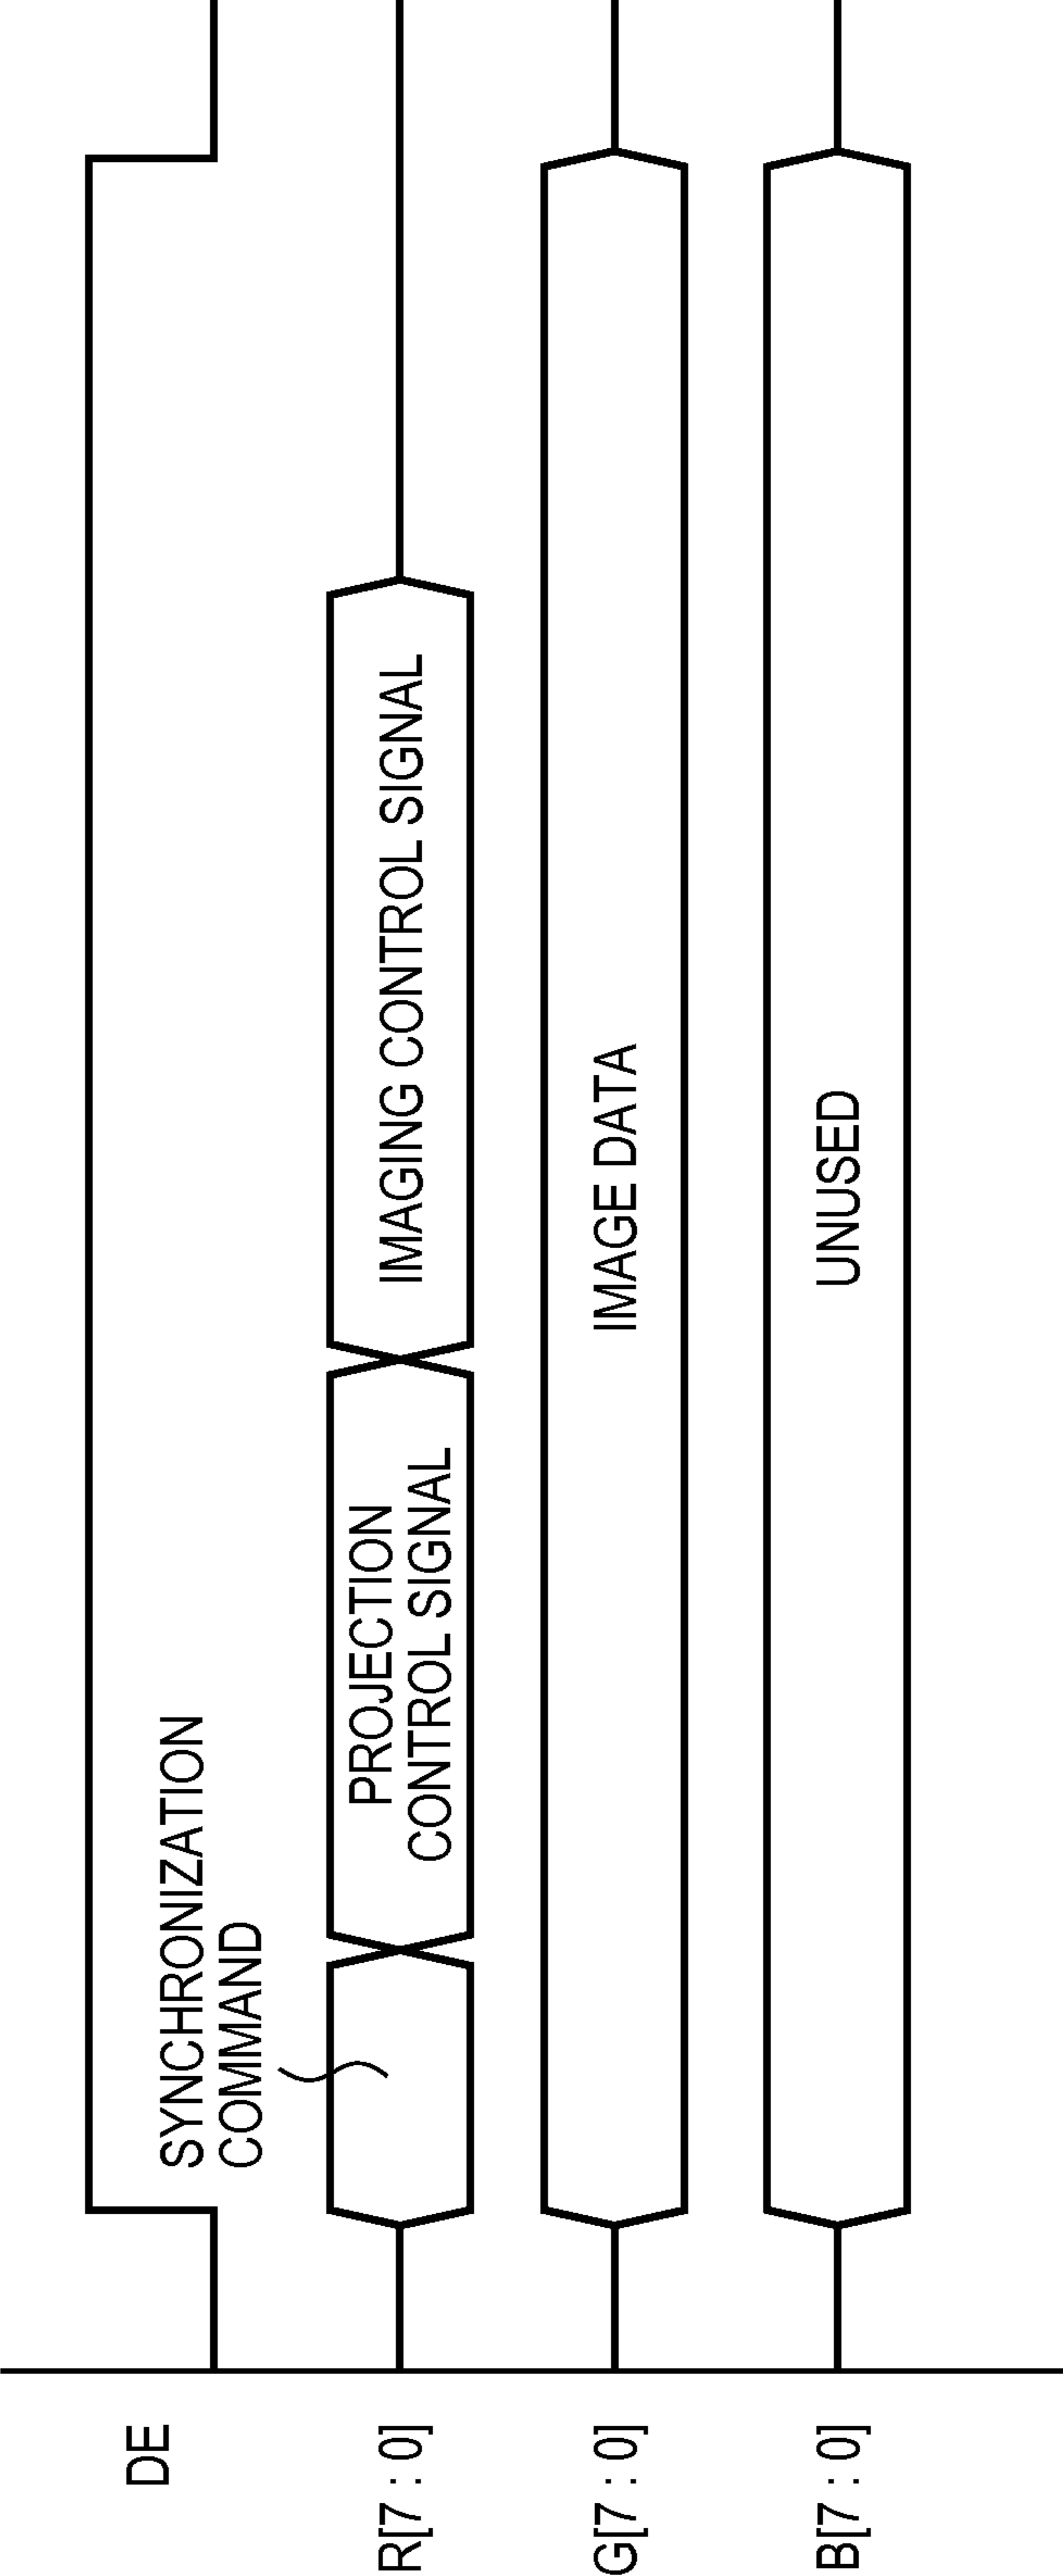 DE
SYNCHRONIZATION
COMMAND
R[7 : 0]
PROJECTION
CONTROL SIGNAL
IMAGING CONTROL SIGNAL
G[7 : 0]
IMAGE DATA
B[7 : 0]
UNUSED